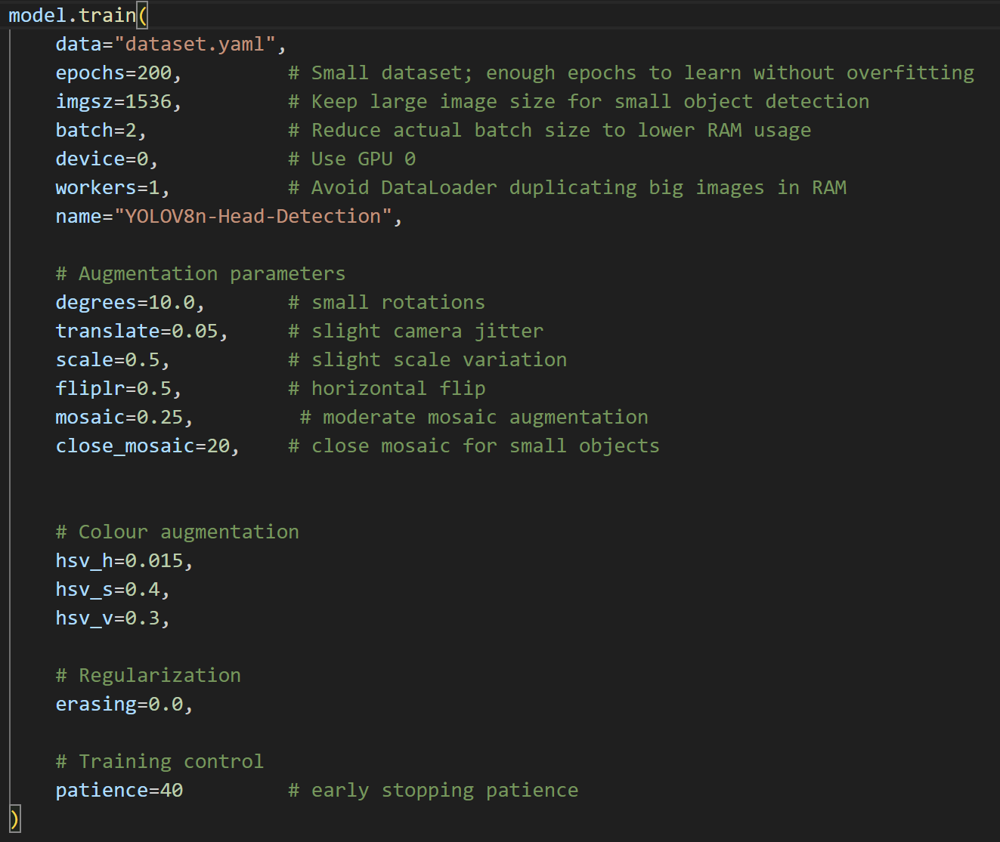 model.train(
data="dataset.yaml",
epochs=200, # Small dataset; enough epochs to learn without overfitting
imgsz=1536, # Keep large image size for small object detection
batch=2, # Reduce actual batch size to lower RAM usage
device=0, # Use GPU 0
workers=1, # Avoid DataLoader duplicating big images in RAM
name="YOLOV8n-Head-Detection",
# Augmentation parameters
degrees=10.0, # small rotations
translate=0.05, # slight camera jitter
scale=0.5, # slight scale variation
fliplr=0.5, # horizontal flip
mosaic=0.25, # moderate mosaic augmentation
close_mosaic=20, # close mosaic for small objects
# Colour augmentation
hsv_h=0.015,
hsv_s=0.4,
hsv_v=0.3,
# Regularization
erasing=0.0,
# Training control
patience=40 # early stopping patience
)